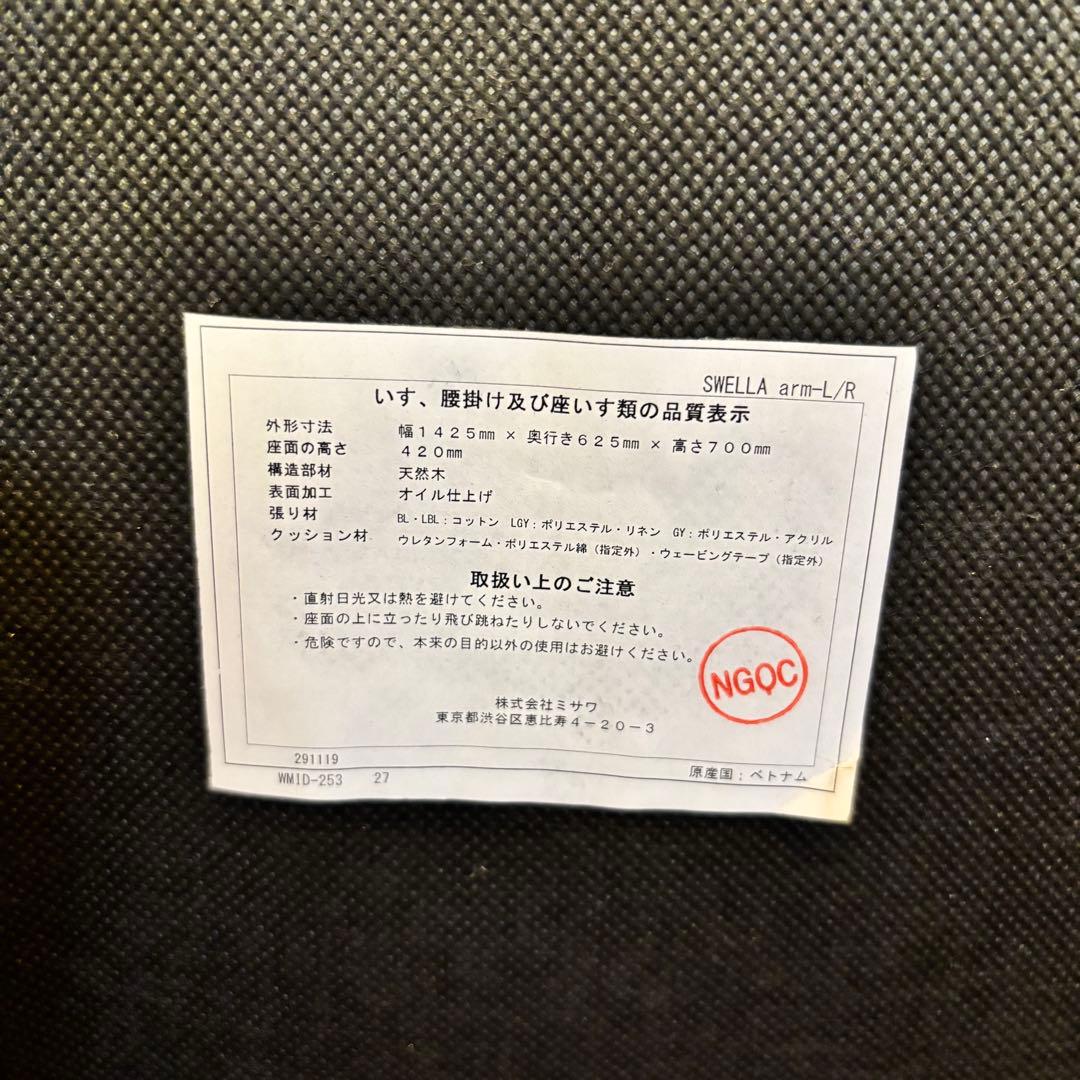 SWELLA arm-L/R
いす、腰掛け及び座いす類の品質表示
外形寸法 幅1425㎜ × 奥行き625㎜ × 高さ700㎜
座面の高さ 420㎜
構造部材 天然木
表面加工 オイル仕上げ
張り材 BL・LBL:コットン LGY:ポリエステル・リネン GY:ポリエステル・アクリル
クッション材 ウレタンフォーム・ポリエステル綿(指定外)・ウェービングテープ(指定外)
取扱い上のご注意
・直射日光又は熱を避けてください。
・座面の上に立ったり飛び跳ねたりしないでください。
・危険ですので、本来の目的以外の使用はお避けください。
NGOC
株式会社ミサワ
東京都渋谷区恵比寿4-20-3
291119
WMID-253 27
原産国:ベトナム